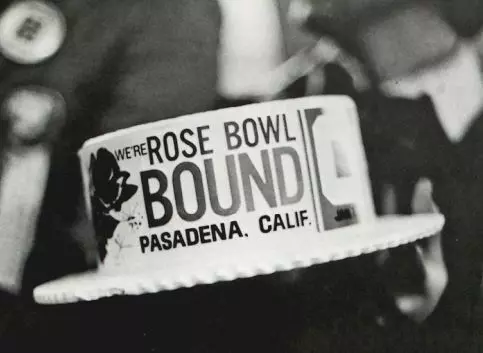 WE'RE ROSE BOWL
BOUND
PASADENA, CALIF.